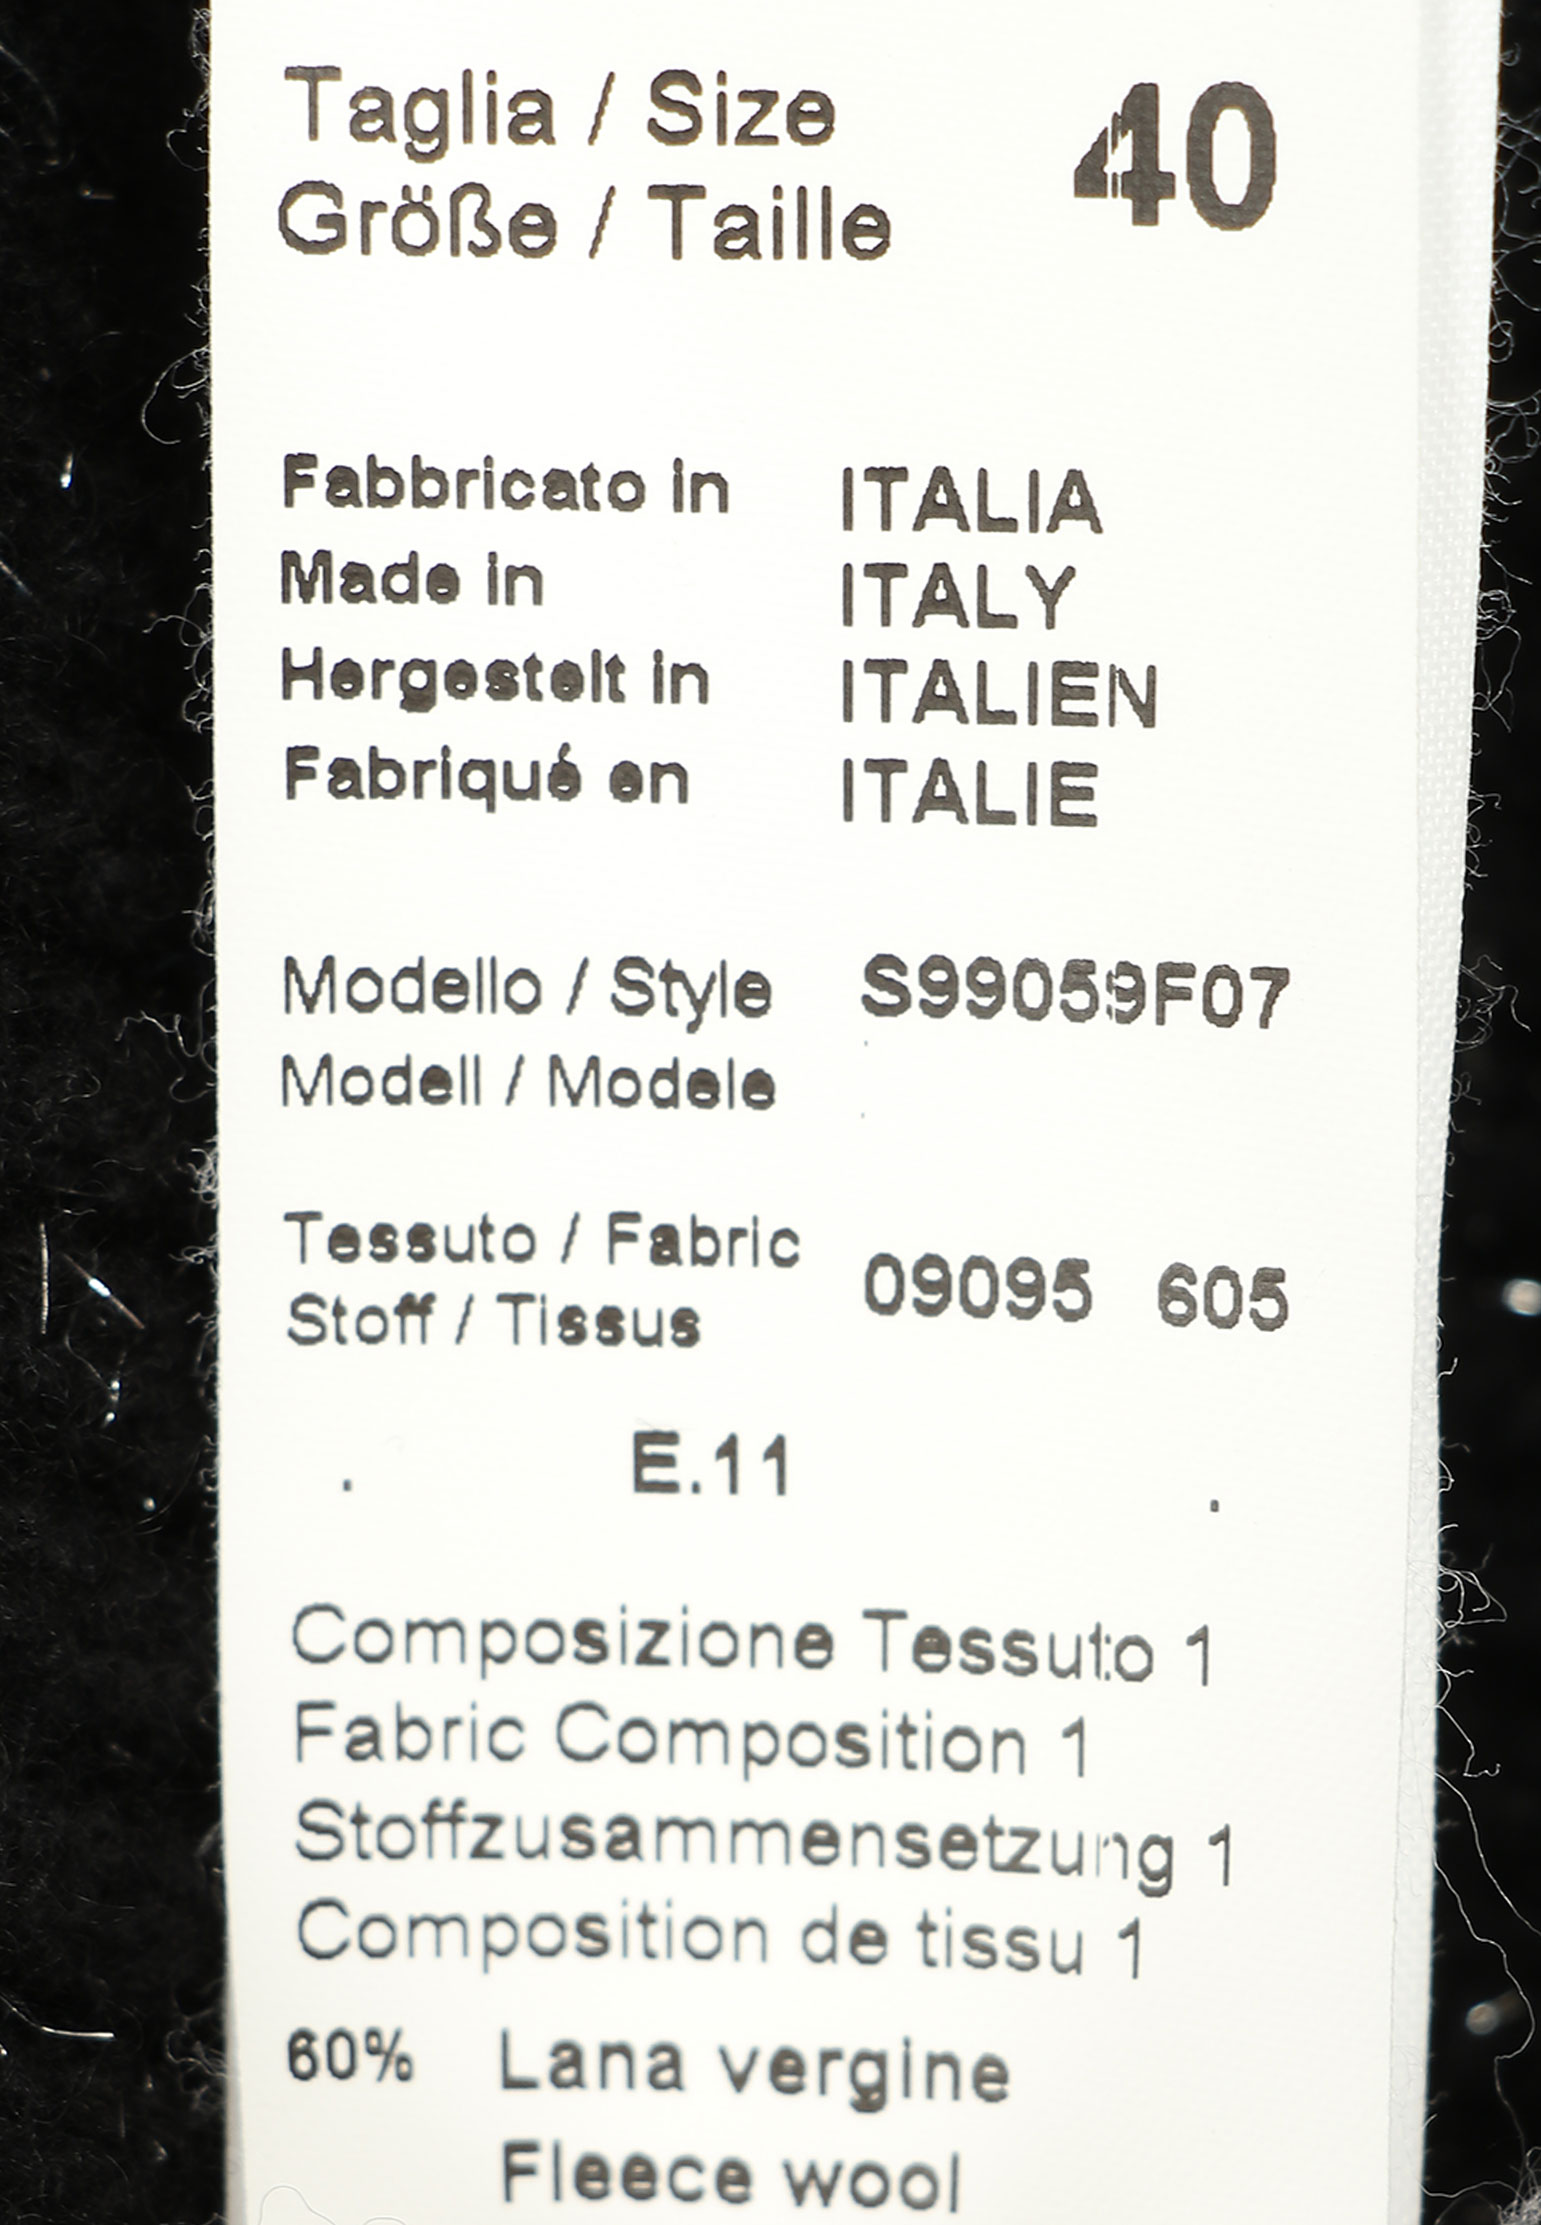 Taglia / Size 40
Größe / Taille
Fabbricato in ITALIA
Made in ITALY
Hergestelt in ITALIEN
Fabriqué en ITALIE
Modello / Style S99059F07
Modell / Modele
Tessuto / Fabric 09095 605
Stoff / Tissus
E.11
Composizione Tessuto 1
Fabric Composition 1
Stoffzusammensetzung 1
Composition de tissu 1
60% Lana vergine
Fleece wool